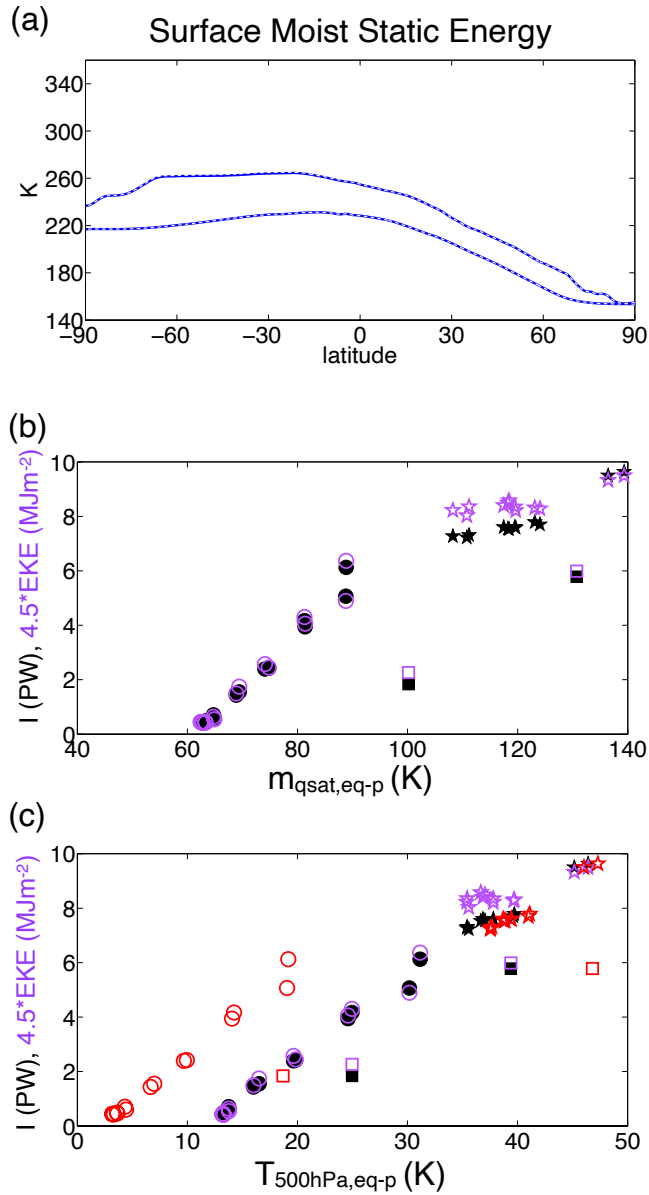 (a)
Surface Moist Static Energy
K
340
300
260
220
180
140
−90 −60 −30 0 30 60 90
latitude
(b)
I (PW), 4.5*EKE (MJm⁻²)
10
8
6
4
2
0
40 60 80 100 120 140
m_qsat,eq-p (K)
(c)
I (PW), 4.5*EKE (MJm⁻²)
10
8
6
4
2
0
0 10 20 30 40 50
T_500hPa,eq-p (K)